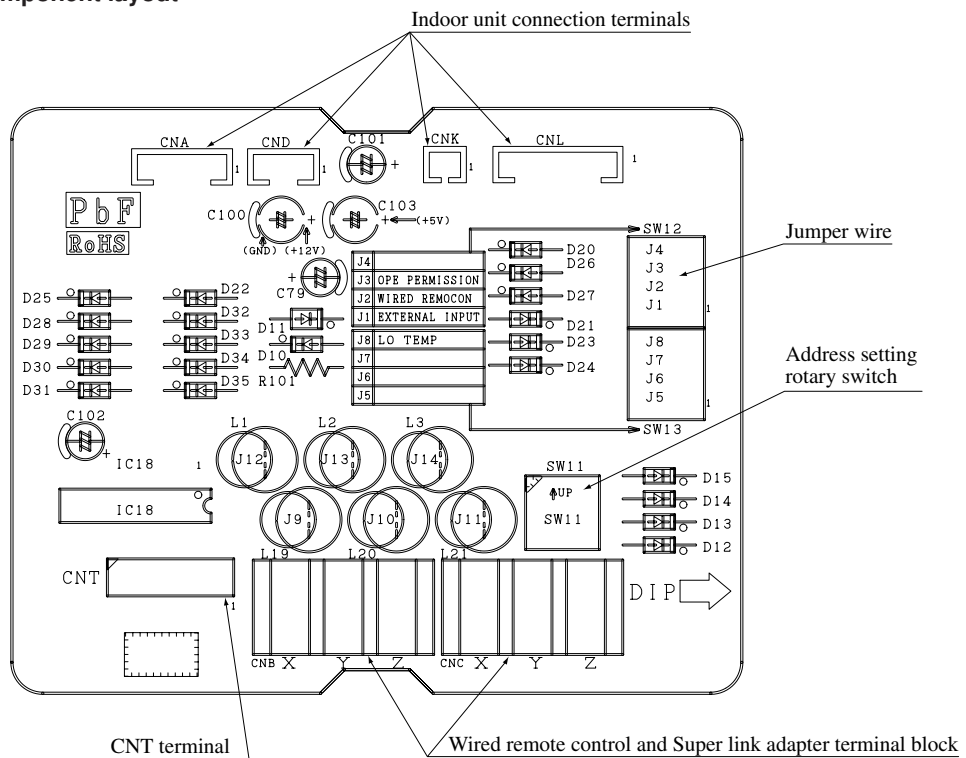 mponent layout
Indoor unit connection terminals
CNA
CND
C101
CNK
CNL
1
1
+
1
1
PbF
RoHS
C100
+
C103
+
(+5V)
(GND) (+12V)
SW12
Jumper wire
C79
+
J4
J3 OPE PERMISSION
J2 WIRED REMOCON
J1 EXTERNAL INPUT
J8 LO TEMP
J7
J6
J5
D20
D26
D27
D21
D23
D24
J4
J3
J2
J1
1
J8
J7
J6
J5
1
SW13
Address setting
rotary switch
D25
D22
D28
D32
D29
D33
D30
D34
D31
D35
D11
D10
R101
C102
+
L1
L2
L3
J12
J13
J14
IC18
1
IC18
J9
J10
J11
L19
L20
L21
SW11
UP
SW11
D15
D14
D13
D12
CNT
1
DIP
CNB X Y Z
CNC X Y Z
CNT terminal
Wired remote control and Super link adapter terminal block